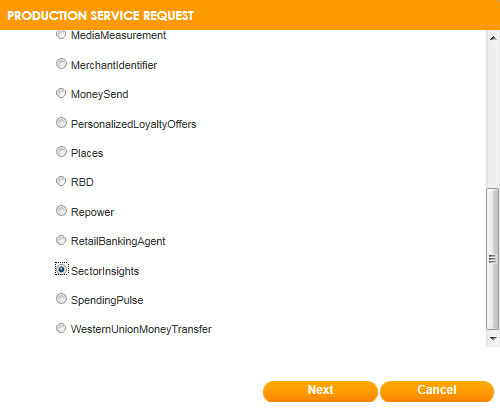 PRODUCTION SERVICE REQUEST
MediaMeasurement
MerchantIdentifier
MoneySend
PersonalizedLoyaltyOffers
Places
RBD
Repower
RetailBankingAgent
SectorInsights
SpendingPulse
WesternUnionMoneyTransfer
Next Cancel